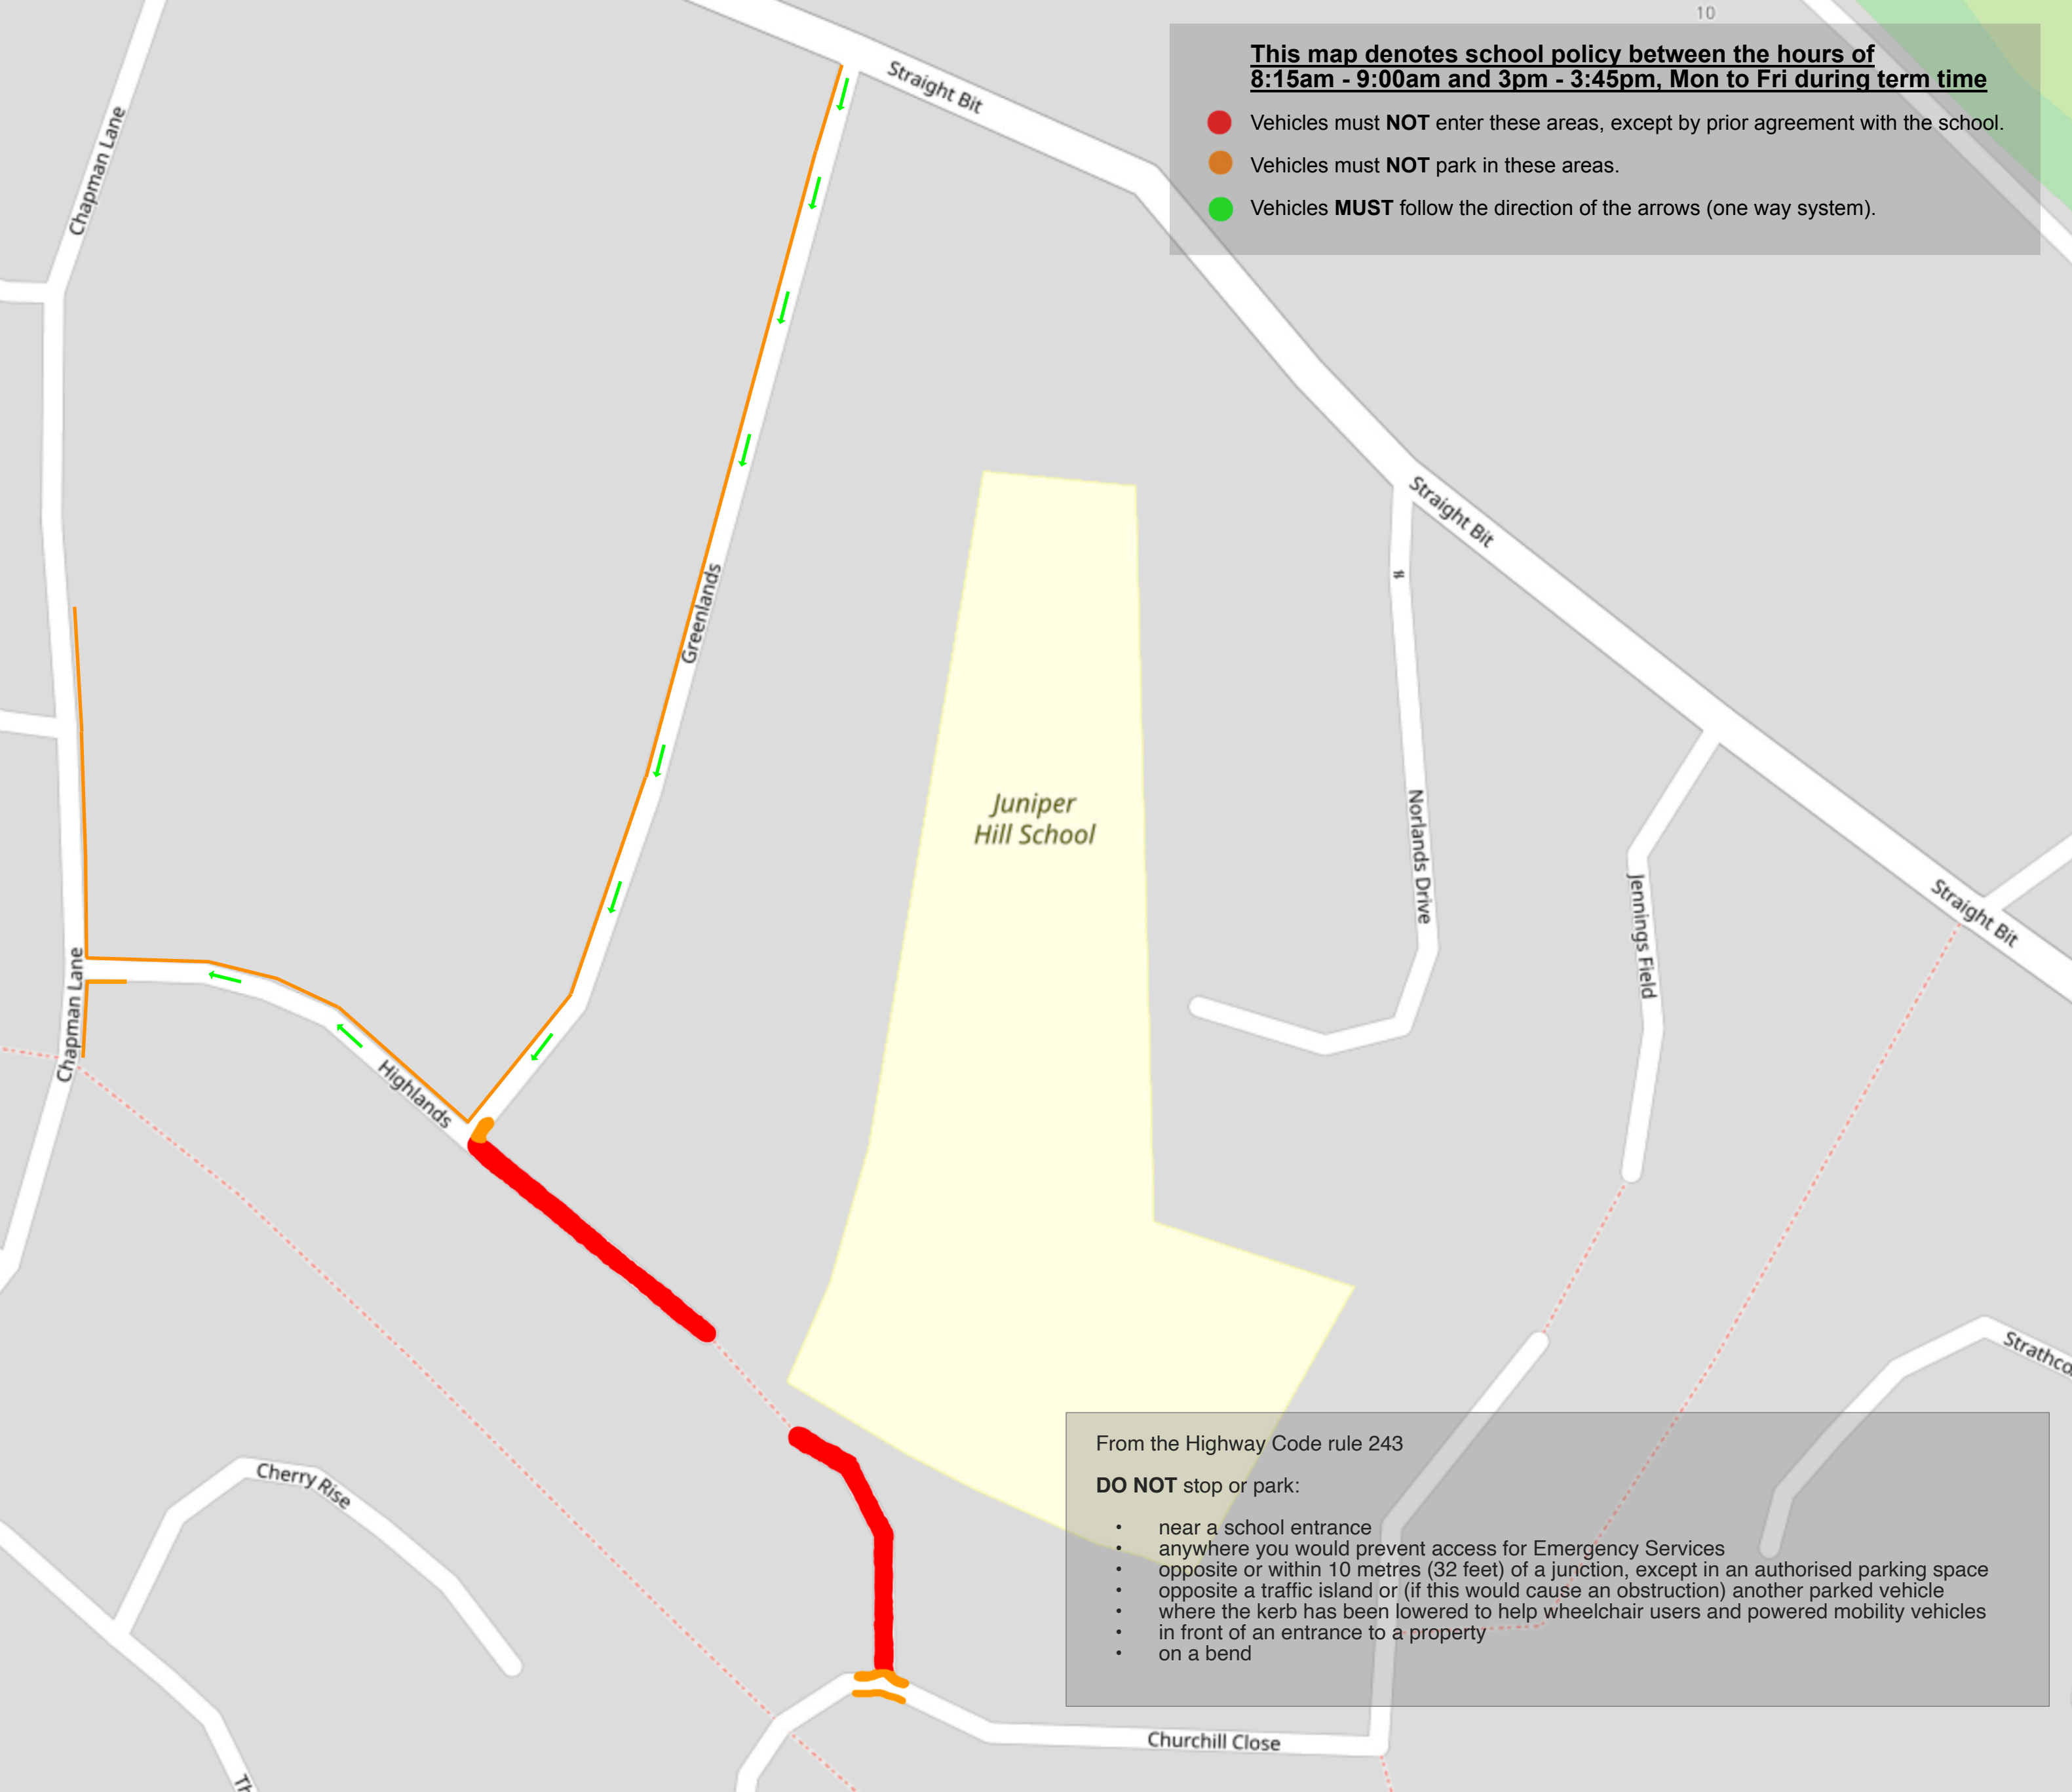 10
This map denotes school policy between the hours of
8:15am - 9:00am and 3pm - 3:45pm, Mon to Fri during term time
Vehicles must NOT enter these areas, except by prior agreement with the school.
Vehicles must NOT park in these areas.
Vehicles MUST follow the direction of the arrows (one way system).
Straight Bit
Chapman Lane
Straight Bit
Greenlands
Juniper
Hill School
Norlands Drive
Jennings Field
Straight Bit
Chapman Lane
Highlands
Strathco
Cherry Rise
From the Highway Code rule 243
DO NOT stop or park:
• near a school entrance
• anywhere you would prevent access for Emergency Services
• opposite or within 10 metres (32 feet) of a junction, except in an authorised parking space
• opposite a traffic island or (if this would cause an obstruction) another parked vehicle
• where the kerb has been lowered to help wheelchair users and powered mobility vehicles
• in front of an entrance to a property
• on a bend
Churchill Close
Th